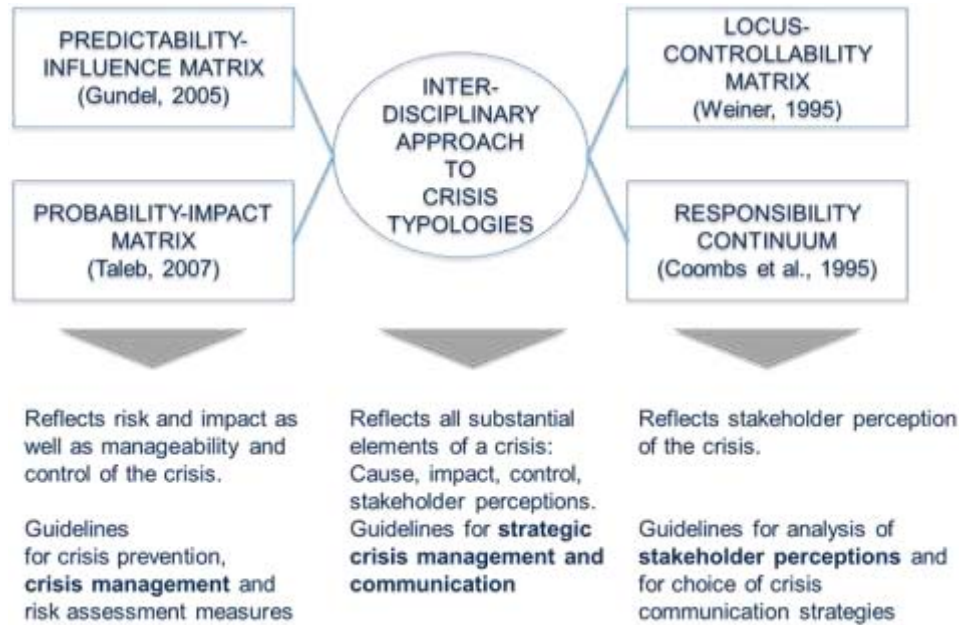 PREDICTABILITY-
INFLUENCE MATRIX
(Gundel, 2005)
PROBABILITY-IMPACT
MATRIX
(Taleb, 2007)
INTER-
DISCIPLINARY
APPROACH
TO
CRISIS
TYPOLOGIES
LOCUS-
CONTROLLABILITY
MATRIX
(Weiner, 1995)
RESPONSIBILITY
CONTINUUM
(Coombs et al., 1995)
Reflects risk and impact as
well as manageability and
control of the crisis.
Guidelines
for crisis prevention,
crisis management and
risk assessment measures
Reflects all substantial
elements of a crisis:
Cause, impact, control,
stakeholder perceptions.
Guidelines for strategic
crisis management and
communication
Reflects stakeholder perception
of the crisis.
Guidelines for analysis of
stakeholder perceptions and
for choice of crisis
communication strategies